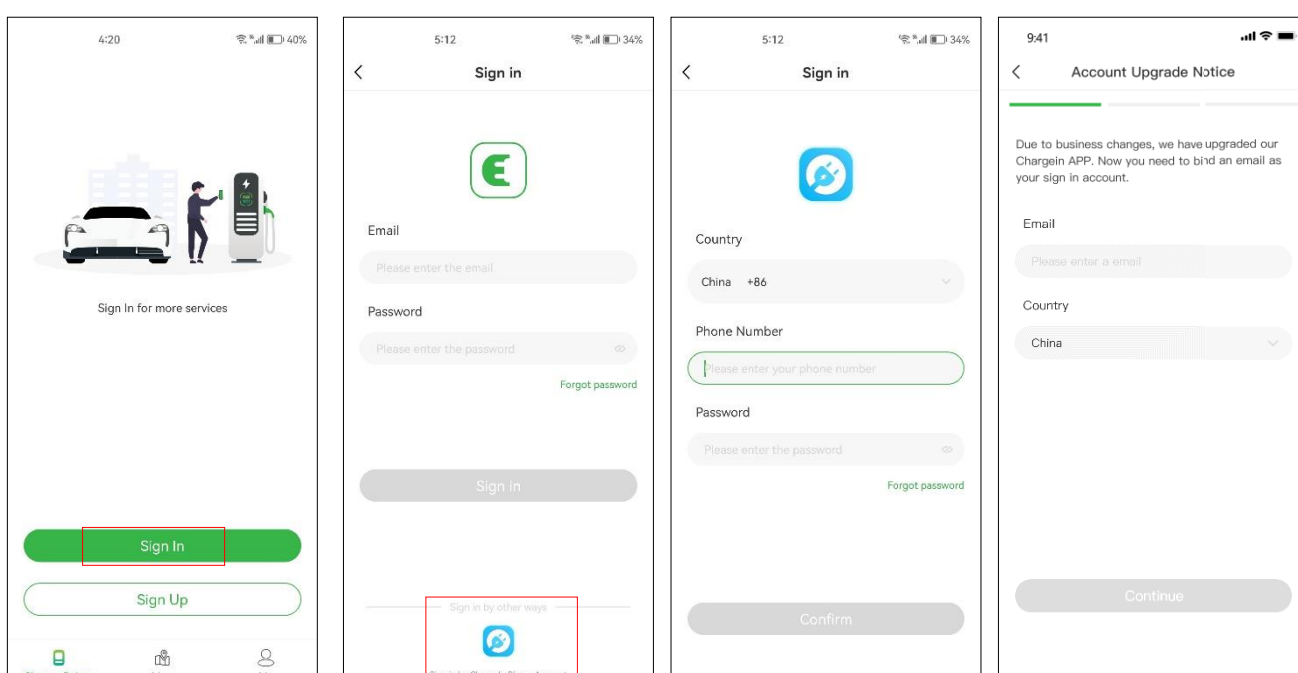 4:20
40%
Sign In for more services
Sign In
Sign Up
5:12
34%
Sign in
Email
Please enter the email
Password
Please enter the password
Forgot password
Sign in
Sign in by other ways
5:12
34%
Sign in
Country
China +86
Phone Number
Please enter your phone number
Password
Please enter the password
Forgot password
Confirm
9:41
Account Upgrade Notice
Due to business changes, we have upgraded our
Chargein APP. Now you need to bind an email as
your sign in account.
Email
Please enter a email
Country
China
Continue